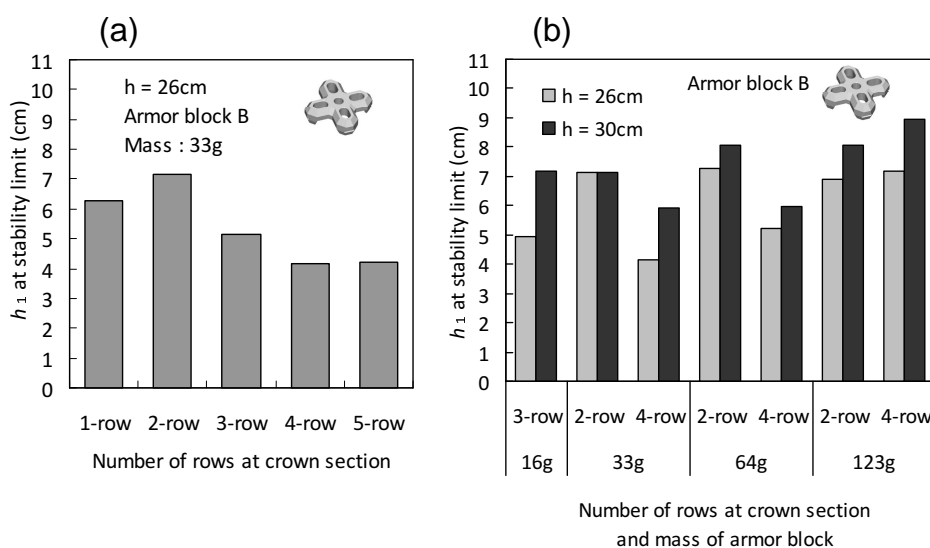 (a)
11
10
9
8
7
6
5
4
3
2
1
0
h1 at stability limit (cm)
h = 26cm
Armor block B
Mass : 33g
1-row 2-row 3-row 4-row 5-row
Number of rows at crown section
(b)
11
10
9
8
7
6
5
4
3
2
1
0
h1 at stability limit (cm)
Armor block B
h = 26cm
h = 30cm
3-row 2-row 4-row 2-row 4-row 2-row 4-row
16g 33g 64g 123g
Number of rows at crown section
and mass of armor block